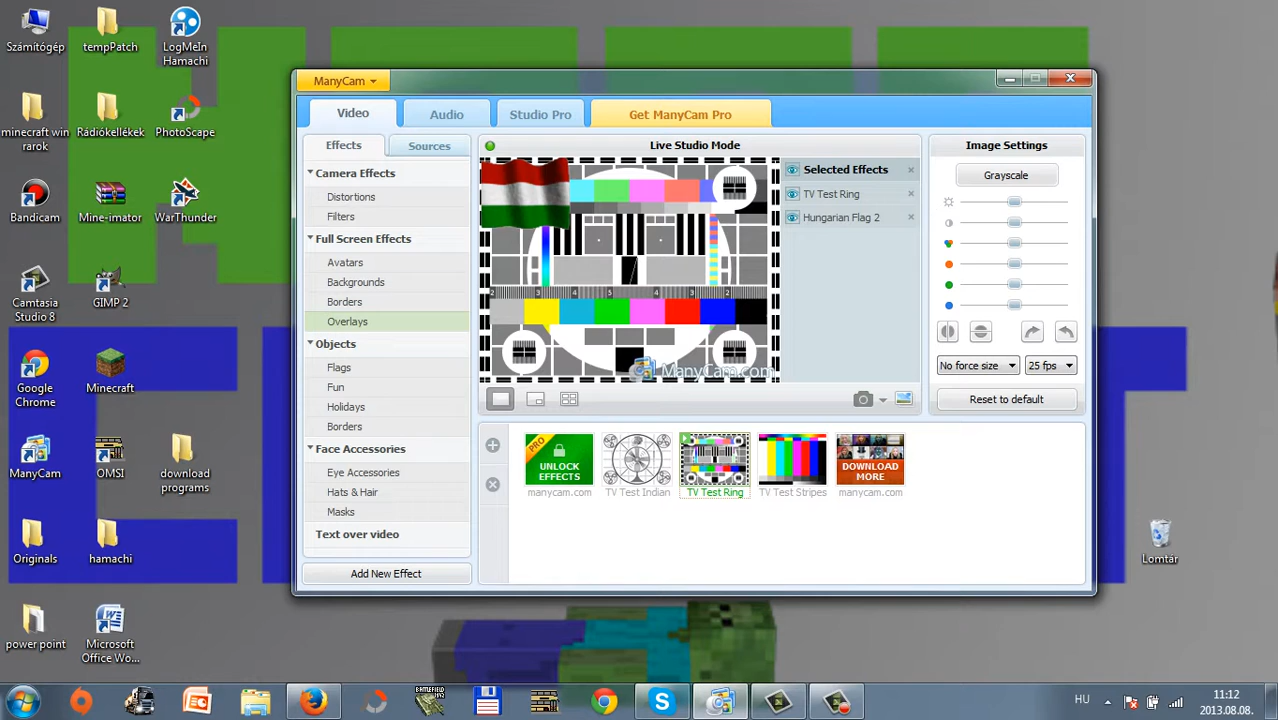 Számítógép
tempPatch
LogMeIn
Hamachi
minecraft win
rarok
Rádiókellékek
PhotoScape
Bandicam
Mine-imator
WarThunder
Camtasia
Studio 8
GIMP 2
Google
Chrome
Minecraft
ManyCam
OMSI
download
programs
Originals
hamachi
power point
Microsoft
Office Wo...
Lomtár
ManyCam
Video
Audio
Studio Pro
Get ManyCam Pro
Effects
Sources
Camera Effects
Distortions
Filters
Full Screen Effects
Avatars
Backgrounds
Borders
Overlays
Objects
Flags
Fun
Holidays
Borders
Face Accessories
Eye Accessories
Hats & Hair
Masks
Text over video
Add New Effect
Live Studio Mode
ManyCam.com
Selected Effects
TV Test Ring
Hungarian Flag 2
Image Settings
Grayscale
No force size
25 fps
Reset to default
PRO
UNLOCK
EFFECTS
manycam.com
TV Test Indian
TV Test Ring
TV Test Stripes
DOWNLOAD
MORE
manycam.com
HU
11:12
2013.08.08.